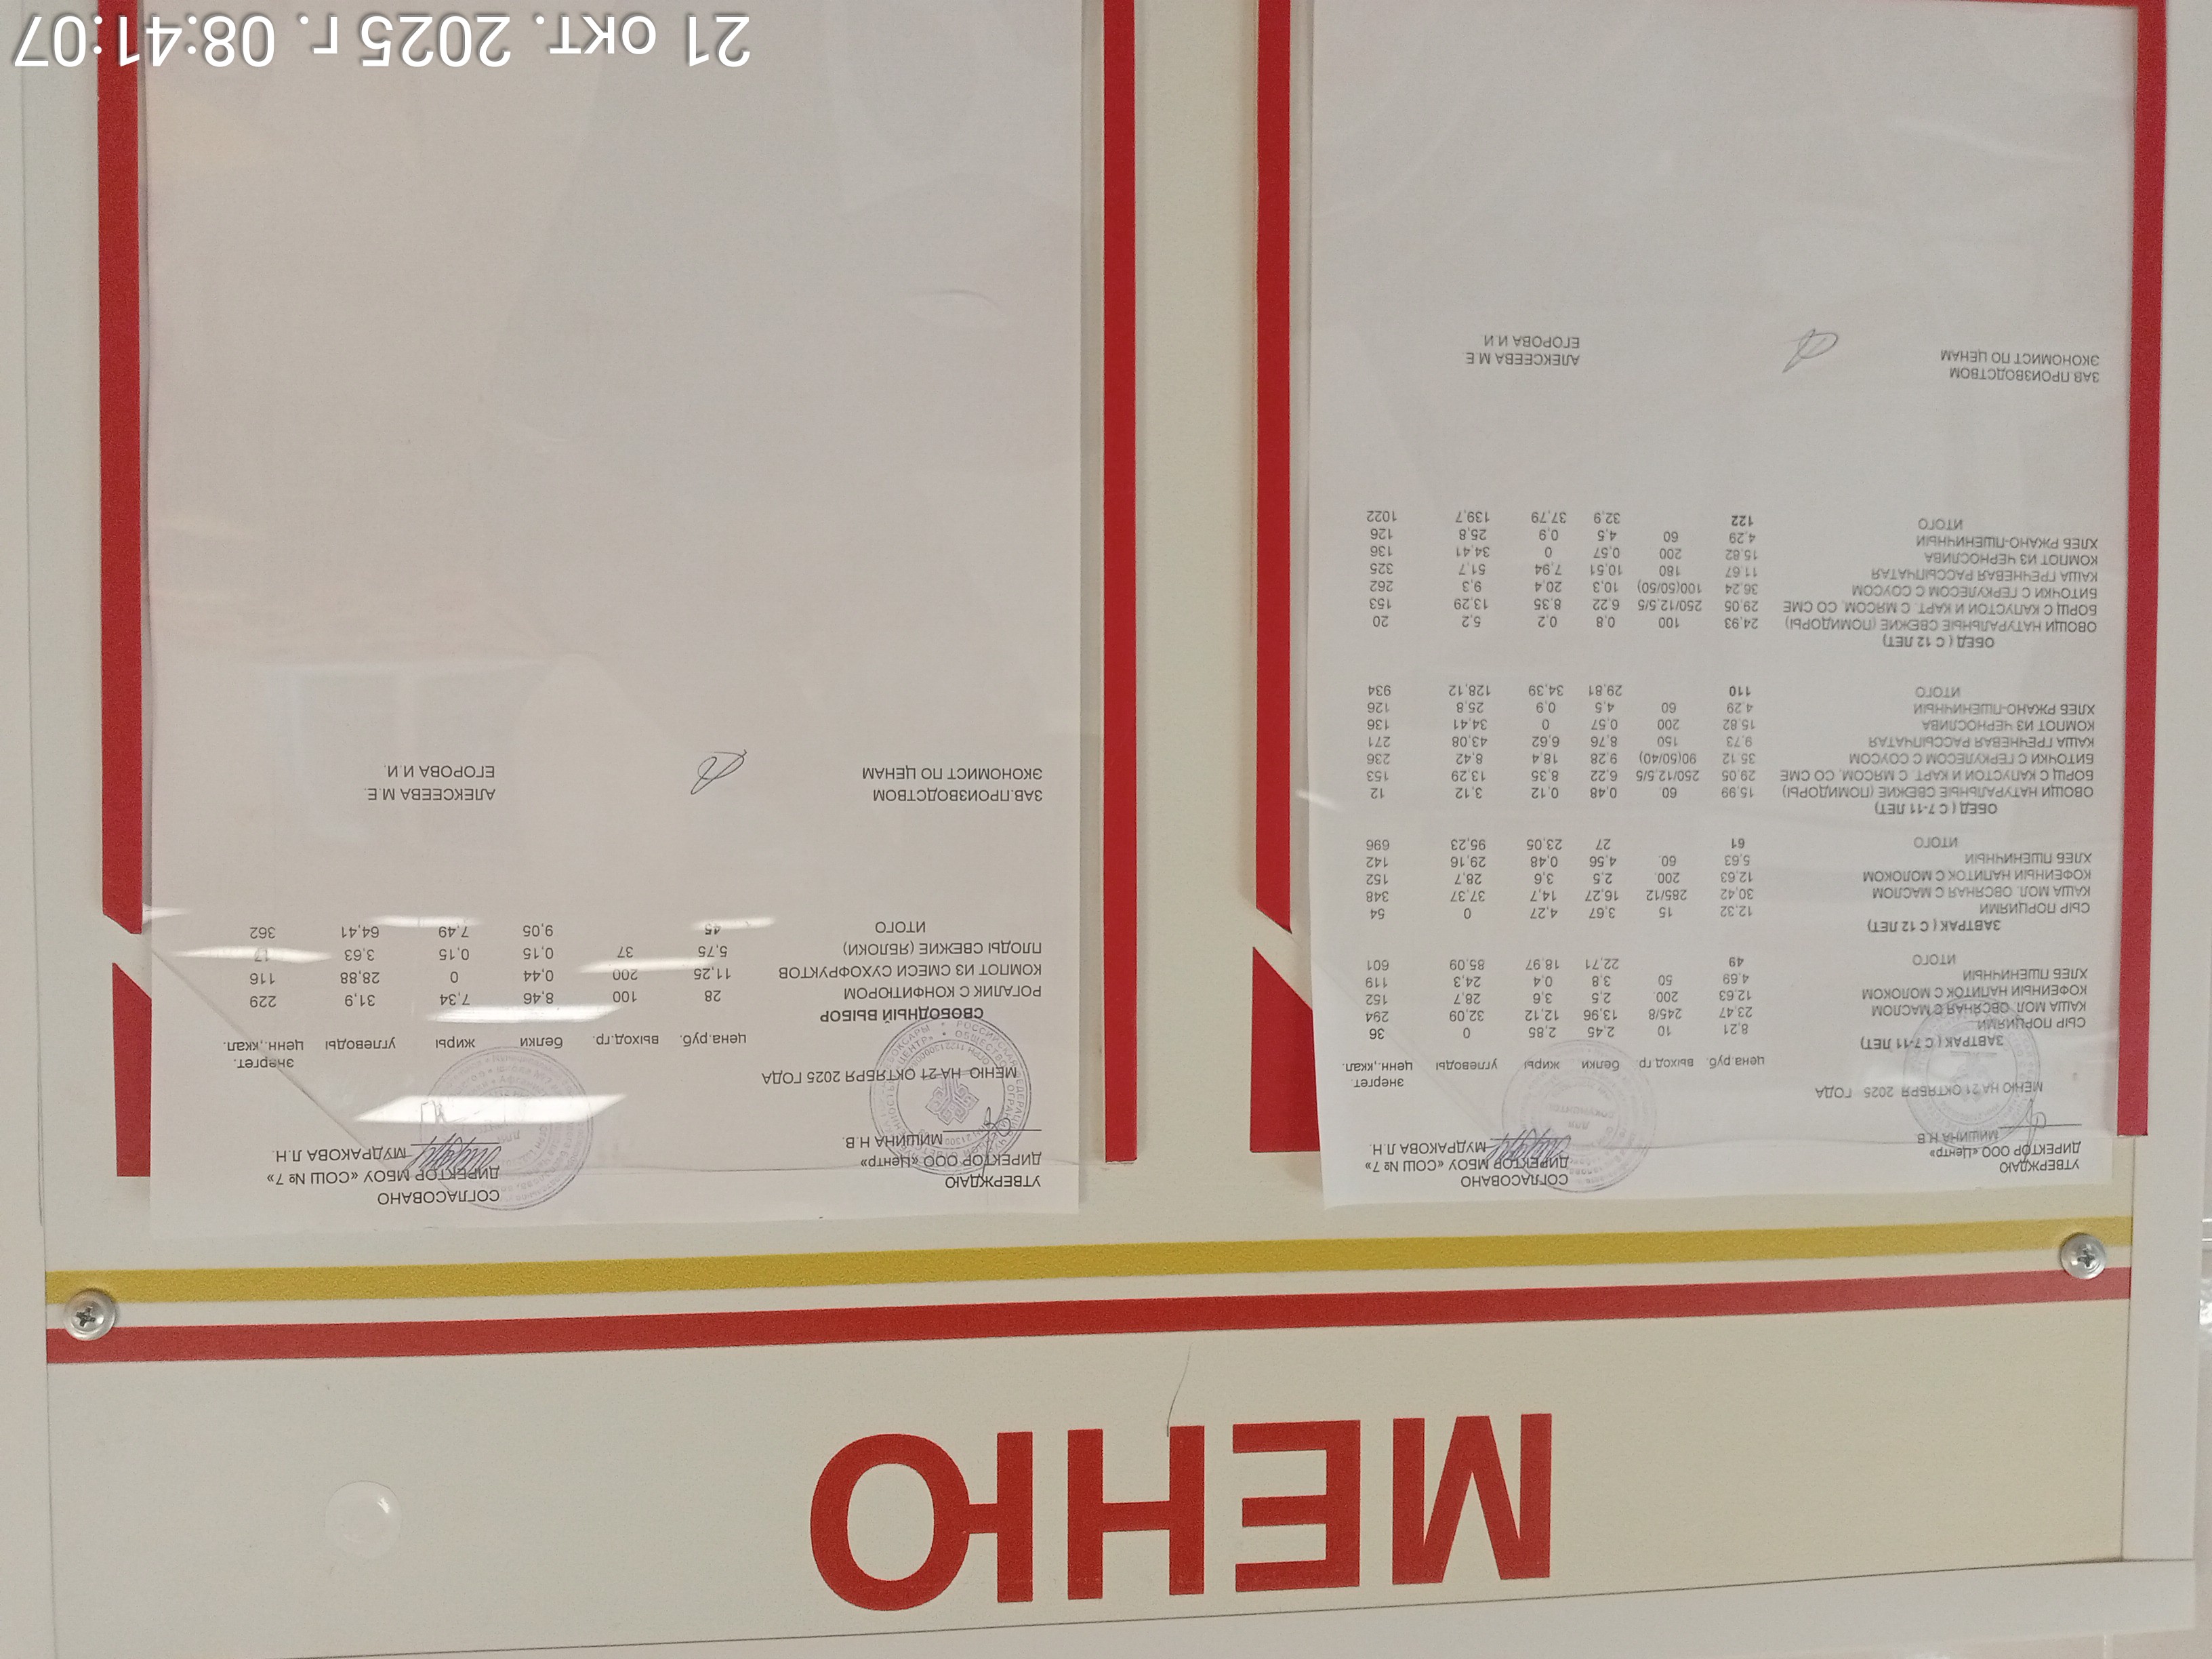 МЕНЮ
УТВЕРЖДАЮ
ДИРЕКТОР ООО «Центр»
МИШИНА Н.В
СОГЛАСОВАНО
ДИРЕКТОР МБОУ «СОШ № 7»
МУДРАКОВА Л.Н
МЕНЮ НА 21 ОКТЯБРЯ 2025 ГОДА
цена руб. выход гр белки жиры углеводы энергет. ценн.,ккал.
ЗАВТРАК ( С 7-11 ЛЕТ)
СЫР ПОРЦИЯМИ 8,21 10 2,45 2,85 0 36
КАША МОЛ. ОВСЯНАЯ С МАСЛОМ 23,47 245/8 13,96 12,12 32,09 294
КОФЕЙНЫЙ НАПИТОК С МОЛОКОМ 12,63 200. 2,5 3,6 28,7 152
ХЛЕБ ПШЕНИЧНЫЙ 4,69 50 3,8 0,4 24,3 119
ИТОГО 49 22,71 18,97 85,09 601
ЗАВТРАК ( С 12 ЛЕТ)
СЫР ПОРЦИЯМИ 12,32 15 3,67 4,27 0 54
КАША МОЛ. ОВСЯНАЯ С МАСЛОМ 30,42 285/12 16,27 14,7 37,37 348
КОФЕЙНЫЙ НАПИТОК С МОЛОКОМ 12,63 200. 2,5 3,6 28,7 152
ХЛЕБ ПШЕНИЧНЫЙ 5,63 60. 4,56 0,48 29,16 142
ИТОГО 61 27 23,05 95,23 696
ОБЕД ( С 7-11 ЛЕТ)
ОВОЩИ НАТУРАЛЬНЫЕ СВЕЖИЕ (ПОМИДОРЫ) 15,99 60. 0,48 0,12 3,12 12
БОРЩ С КАПУСТОЙ И КАРТ. С МЯСОМ, СО СМЕ 29,05 250/12,5/5 6,22 8,35 13,29 153
БИТОЧКИ С ГЕРКУЛЕСОМ С СОУСОМ 35,12 90(50/40) 9,28 18,4 8,42 236
КАША ГРЕЧНЕВАЯ РАССЫПЧАТАЯ 9,73 150 8,76 6,62 43,08 271
КОМПОТ ИЗ ЧЕРНОСЛИВА 15,82 200 0,57 0 34,41 136
ХЛЕБ РЖАНО-ПШЕНИЧНЫЙ 4,29 60 4,5 0,9 25,8 126
ИТОГО 110 29,81 34,39 128,12 934
ОБЕД ( С 12 ЛЕТ)
ОВОЩИ НАТУРАЛЬНЫЕ СВЕЖИЕ (ПОМИДОРЫ) 24,93 100 0,8 0,2 5,2 20
БОРЩ С КАПУСТОЙ И КАРТ. С МЯСОМ, СО СМЕ 29,05 250/12,5/5 6,22 8,35 13,29 153
БИТОЧКИ С ГЕРКУЛЕСОМ С СОУСОМ 36,24 100(50/50) 10,3 20,4 9,3 262
КАША ГРЕЧНЕВАЯ РАССЫПЧАТАЯ 11,67 180 10,51 7,94 51,7 325
КОМПОТ ИЗ ЧЕРНОСЛИВА 15,82 200 0,57 0 34,41 136
ХЛЕБ РЖАНО-ПШЕНИЧНЫЙ 4,29 60 4,5 0,9 25,8 126
ИТОГО 122 32,9 37,79 139,7 1022
ЗАВ.ПРОИЗВОДСТВОМ АЛЕКСЕЕВА М.Е
ЭКОНОМИСТ ПО ЦЕНАМ ЕГОРОВА И.И
УТВЕРЖДАЮ
ДИРЕКТОР ООО «Центр»
МИШИНА Н.В.
СОГЛАСОВАНО
ДИРЕКТОР МБОУ «СОШ № 7»
МУДРАКОВА Л.Н.
МЕНЮ НА 21 ОКТЯБРЯ 2025 ГОДА
цена.руб. выход.гр. белки жиры углеводы энергет. ценн.,ккал.
СВОБОДНЫЙ ВЫБОР
РОГАЛИК С КОНФИТЮРОМ 28 100 8,46 7,34 31,9 229
КОМПОТ ИЗ СМЕСИ СУХОФРУКТОВ 11,25 200 0,44 0 28,88 116
ПЛОДЫ СВЕЖИЕ (ЯБЛОКИ) 5,75 37 0,15 0,15 3,63 17
ИТОГО 45 9,05 7,49 64,41 362
ЗАВ.ПРОИЗВОДСТВОМ АЛЕКСЕЕВА М.Е.
ЭКОНОМИСТ ПО ЦЕНАМ ЕГОРОВА И.И.
21 окт. 2025 г. 08:41:07